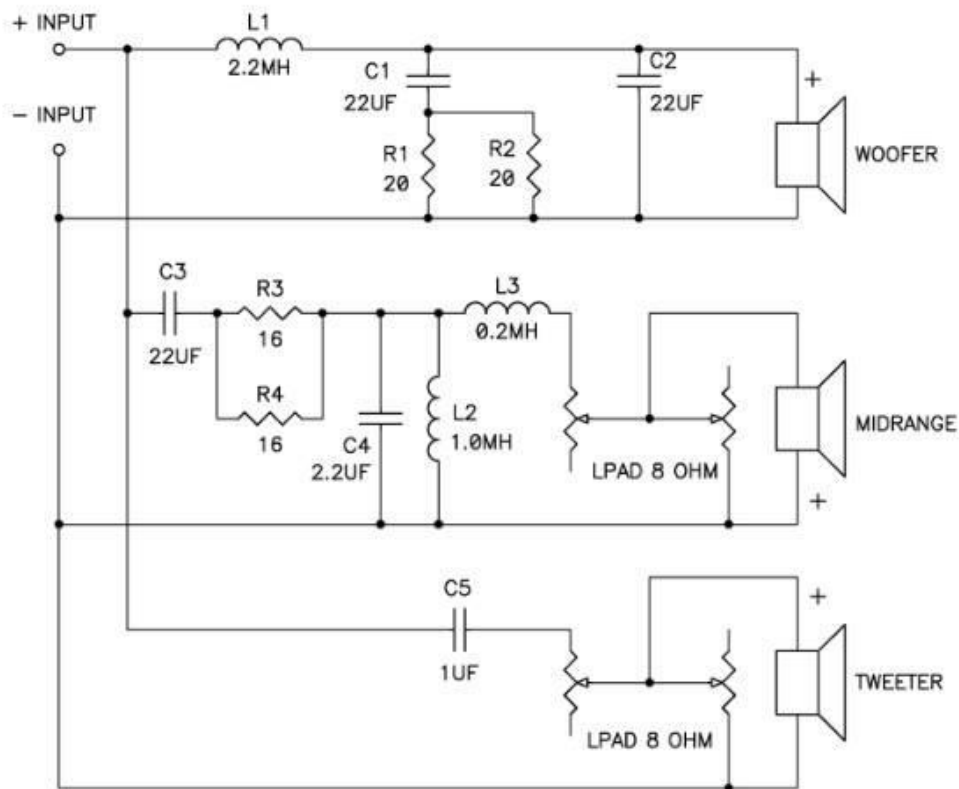 + INPUT
L1
2.2MH
C1
22UF
C2
22UF
+
− INPUT
R1
20
R2
20
WOOFER
C3
22UF
R3
16
R4
16
L3
0.2MH
C4
2.2UF
L2
1.0MH
LPAD 8 OHM
MIDRANGE
+
C5
1UF
+
LPAD 8 OHM
TWEETER